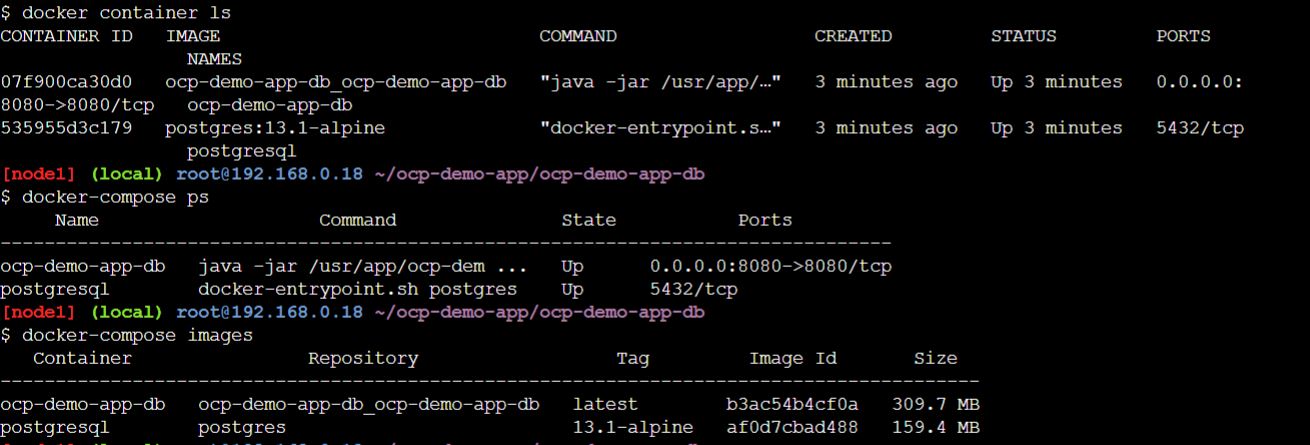 $ docker container ls
CONTAINER ID   IMAGE                             COMMAND                  CREATED         STATUS         PORTS
                 NAMES
07f900ca30d0   ocp-demo-app-db_ocp-demo-app-db   "java -jar /usr/app/…"   3 minutes ago   Up 3 minutes   0.0.0.0:
8080->8080/tcp   ocp-demo-app-db
535955d3c179   postgres:13.1-alpine              "docker-entrypoint.s…"   3 minutes ago   Up 3 minutes   5432/tcp
                 postgresql
[node1] (local) root@192.168.0.18 ~/ocp-demo-app/ocp-demo-app-db
$ docker-compose ps
     Name                    Command               State           Ports
---------------------------------------------------------------------------------
ocp-demo-app-db   java -jar /usr/app/ocp-dem ...   Up      0.0.0.0:8080->8080/tcp
postgresql        docker-entrypoint.sh postgres    Up      5432/tcp
[node1] (local) root@192.168.0.18 ~/ocp-demo-app/ocp-demo-app-db
$ docker-compose images
   Container                Repository                  Tag         Image Id       Size
-----------------------------------------------------------------------------------------
ocp-demo-app-db   ocp-demo-app-db_ocp-demo-app-db   latest        b3ac54b4cf0a   309.7 MB
postgresql        postgres                          13.1-alpine   af0d7cbad488   159.4 MB